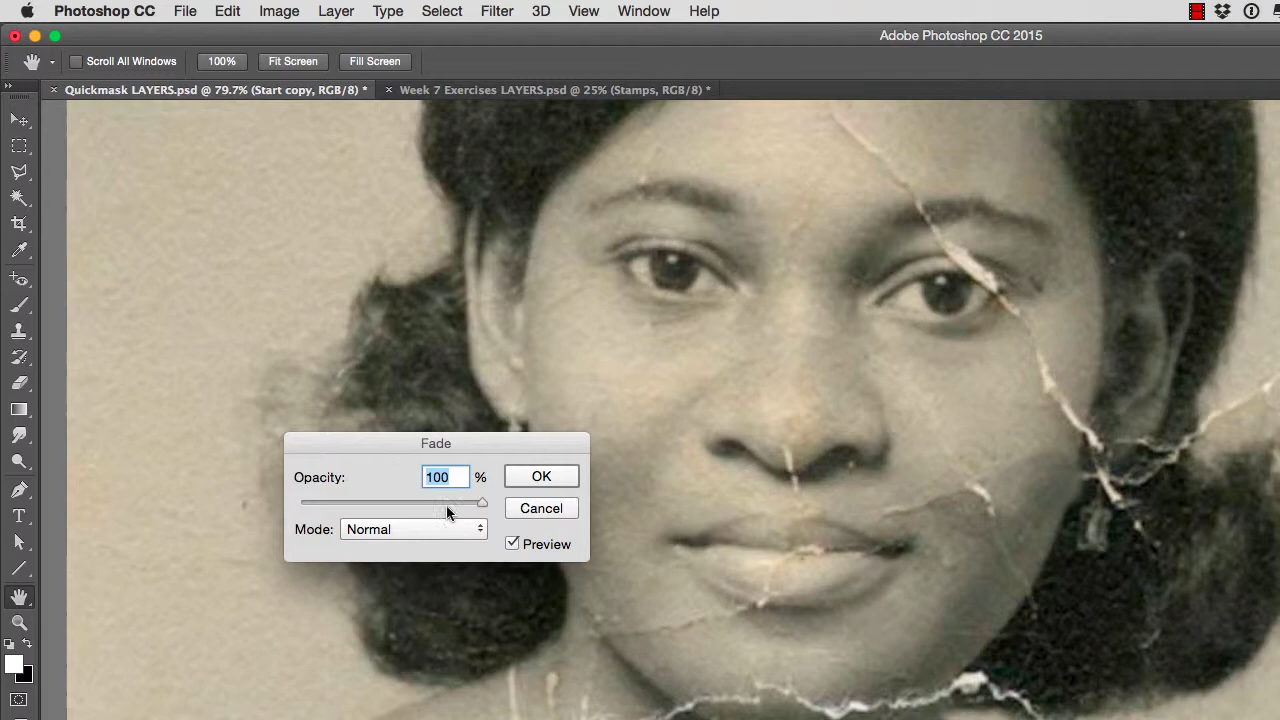 Photoshop CC File Edit Image Layer Type Select Filter 3D View Window Help
Adobe Photoshop CC 2015
Scroll All Windows 100% Fit Screen Fill Screen
× Quickmask LAYERS.psd @ 79.7% (Start copy, RGB/8) * × Week 7 Exercises LAYERS.psd @ 25% (Stamps, RGB/8) *
Fade
Opacity: 100 % OK
Cancel
Mode: Normal
Preview